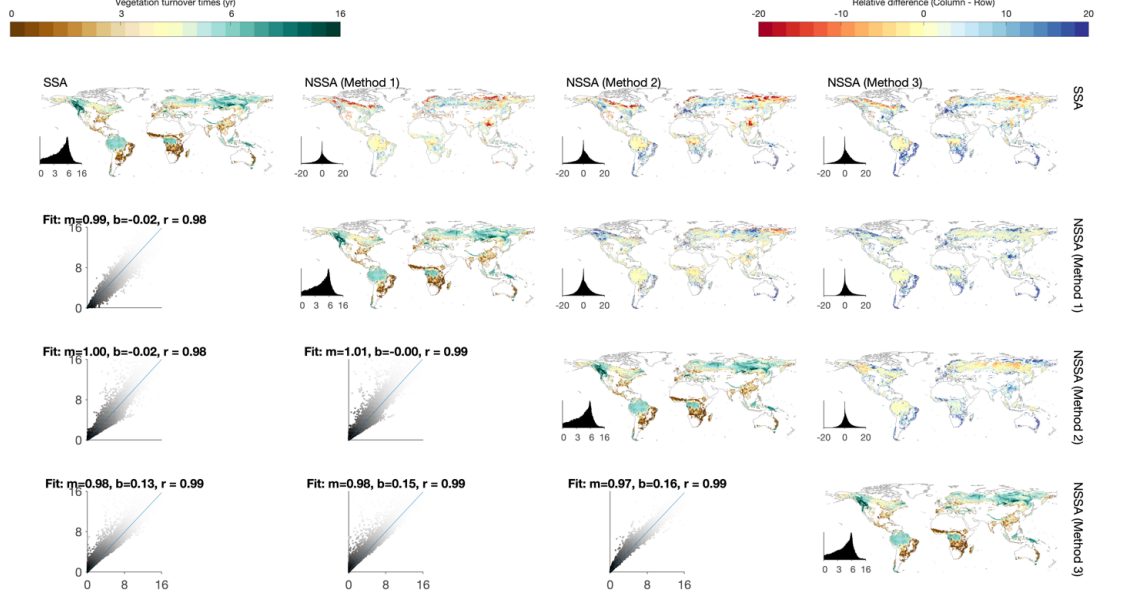 Vegetation turnover times (yr)
0 3 6 16
Relative difference (Column - Row)
-20 -10 0 10 20
SSA
NSSA (Method 1)
NSSA (Method 2)
NSSA (Method 3)
SSA
0 3 6 16
-20 0 20
-20 0 20
-20 0 20
Fit: m=0.99, b=-0.02, r = 0.98
16
8
0
0 3 6 16
-20 0 20
-20 0 20
NSSA (Method 1)
Fit: m=1.00, b=-0.02, r = 0.98
16
8
0
Fit: m=1.01, b=-0.00, r = 0.99
0 3 6 16
-20 0 20
NSSA (Method 2)
Fit: m=0.98, b=0.13, r = 0.99
16
8
0
0 8 16
Fit: m=0.98, b=0.15, r = 0.99
0 8 16
Fit: m=0.97, b=0.16, r = 0.99
0 8 16
0 3 6 16
NSSA (Method 3)